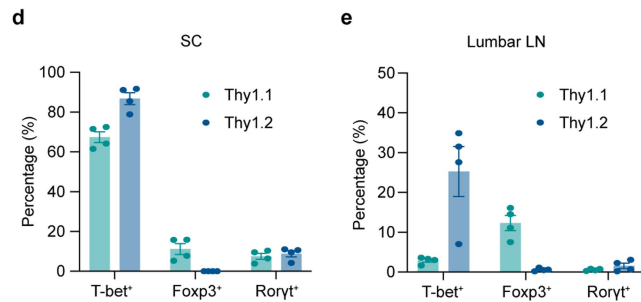 d
SC
Percentage (%)
100
80
60
40
20
0
Thy1.1
Thy1.2
T-bet⁺
Foxp3⁺
Rorγt⁺
e
Lumbar LN
Percentage (%)
50
40
30
20
10
0
Thy1.1
Thy1.2
T-bet⁺
Foxp3⁺
Rorγt⁺